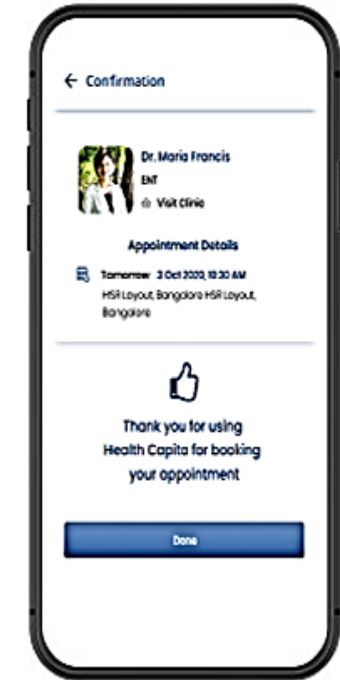 ← Confirmation
Dr. Maria Francis
ENT
Visit Clinic
Appointment Details
Tomorrow 2 Oct 2020, 10:30 AM
HSR Layout, Bangalore HSR Layout,
Bangalore
Thank you for using
Health Capita for booking
your appointment
Done